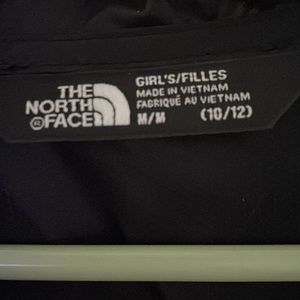 THE
NORTH
FACE
GIRL'S/FILLES
MADE IN VIETNAM
FABRIQUÉ AU VIETNAM
M/M (10/12)